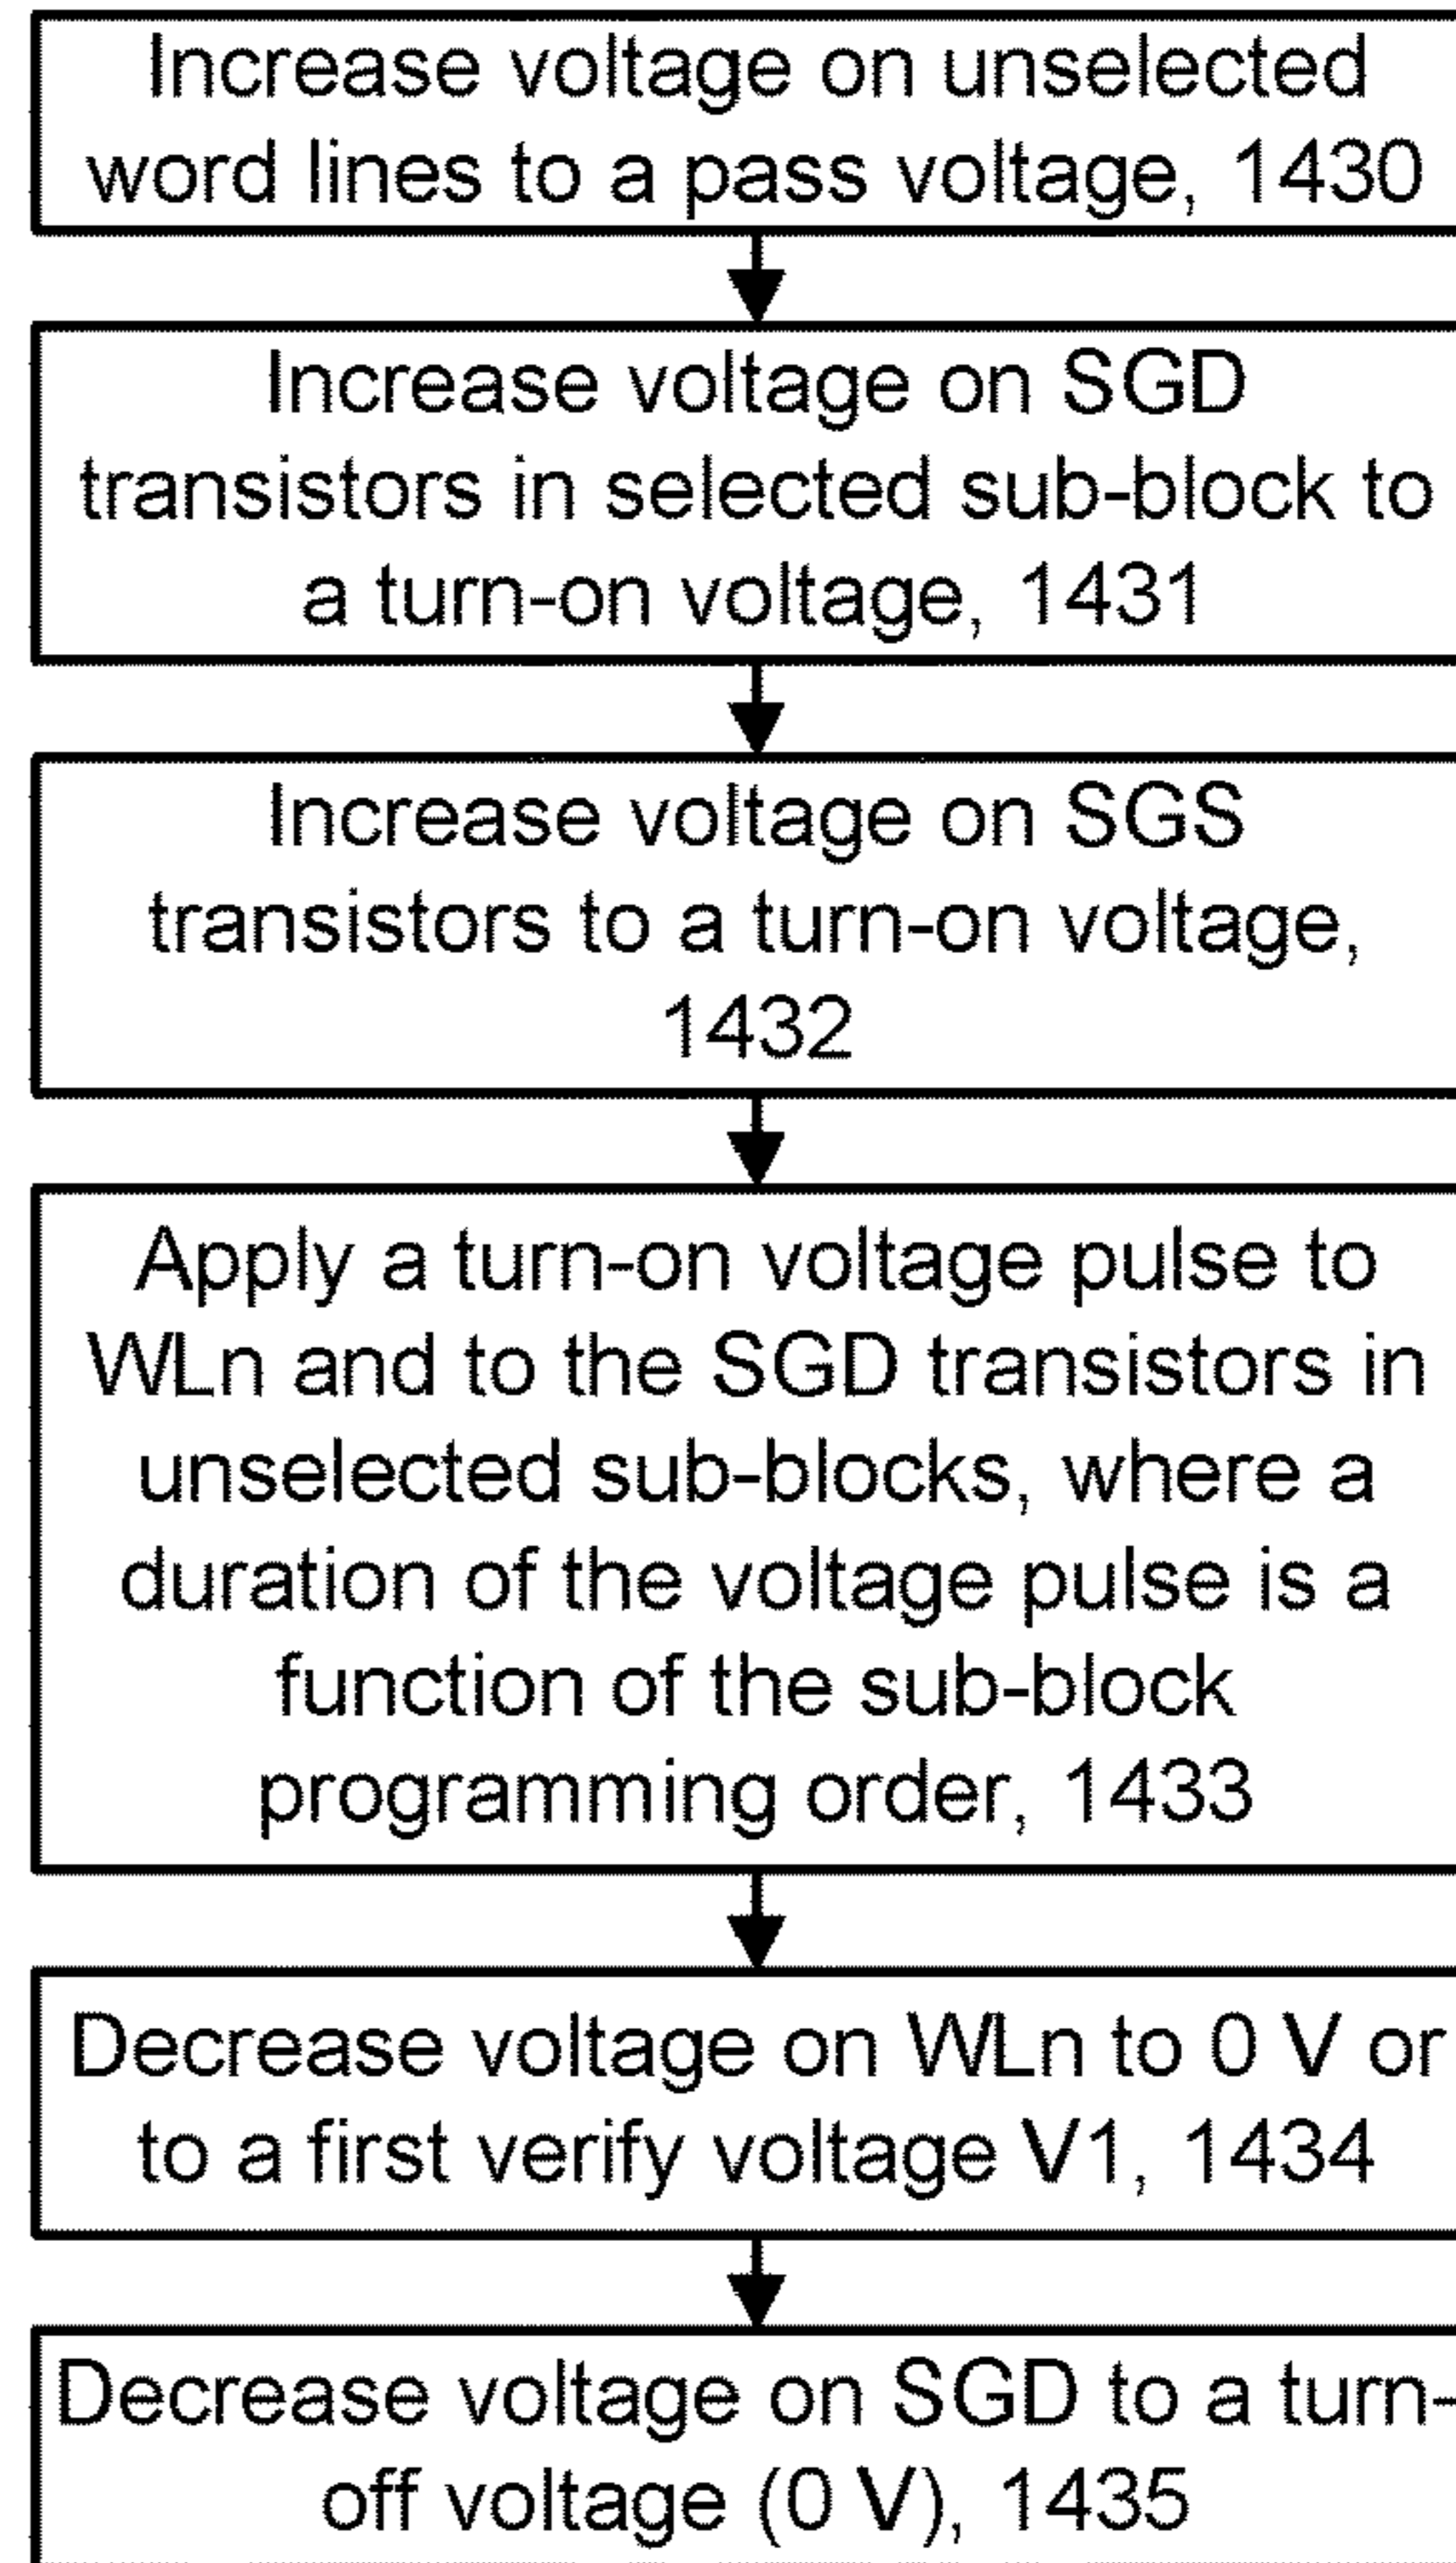 Increase voltage on unselected
word lines to a pass voltage, 1430
Increase voltage on SGD
transistors in selected sub-block to
a turn-on voltage, 1431
Increase voltage on SGS
transistors to a turn-on voltage,
1432
Apply a turn-on voltage pulse to
WLn and to the SGD transistors in
unselected sub-blocks, where a
duration of the voltage pulse is a
function of the sub-block
programming order, 1433
Decrease voltage on WLn to 0 V or
to a first verify voltage V1, 1434
Decrease voltage on SGD to a turn-
off voltage (0 V), 1435